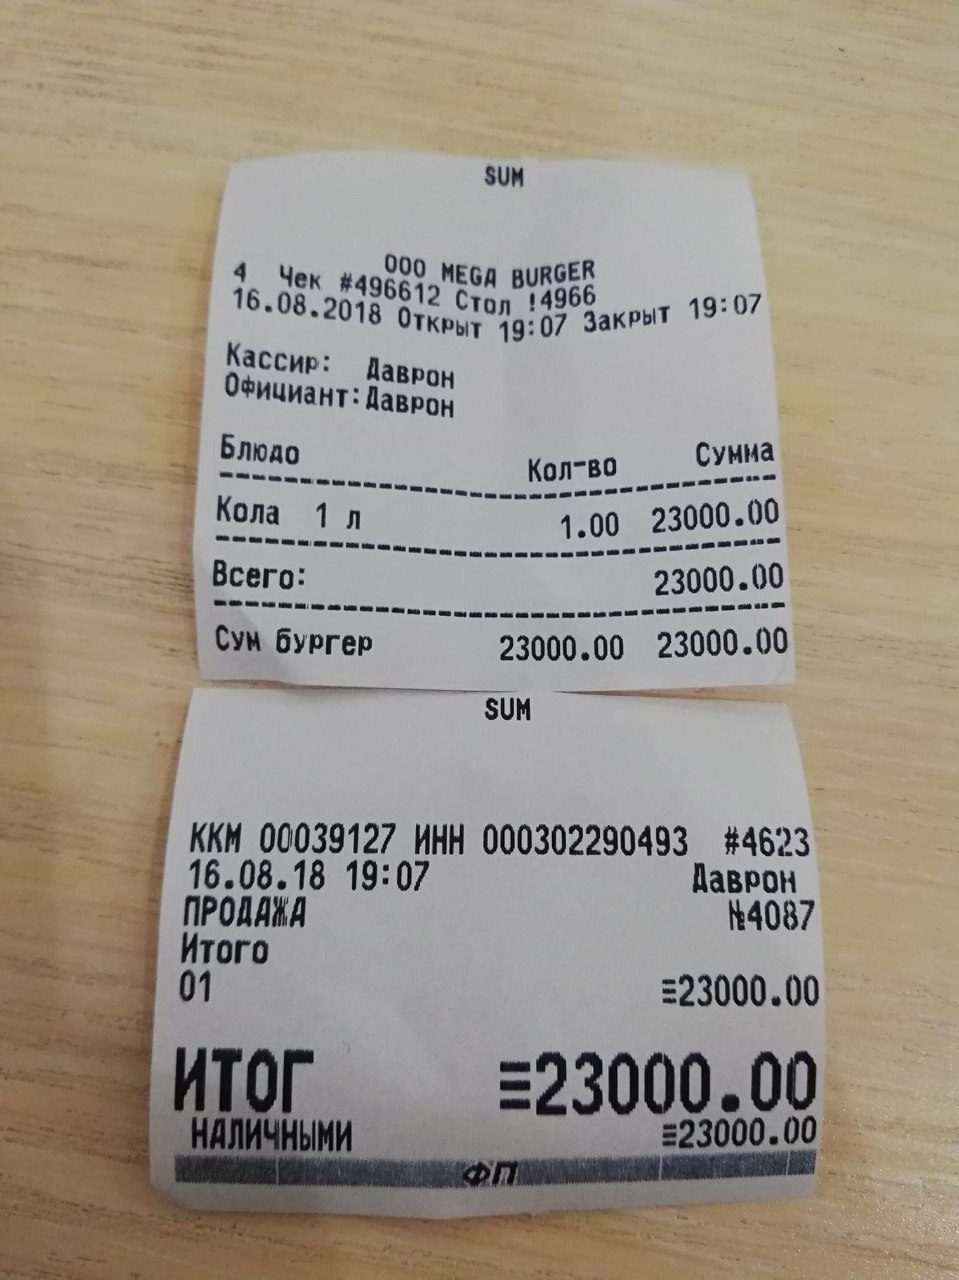 SUM
ООО MEGA BURGER
4 Чек #496612 Стол !4966
16.08.2018 Открыт 19:07 Закрыт 19:07
Кассир: Даврон
Официант:Даврон
Блюдо Кол-во Сумма
Кола 1 л 1.00 23000.00
Всего: 23000.00
Сум бургер 23000.00 23000.00
SUM
ККМ 00039127 ИНН 000302290493 #4623
16.08.18 19:07 Даврон
ПРОДАЖА №4087
Итого
01 ≡23000.00
ИТОГ ≡23000.00
НАЛИЧНЫМИ ≡23000.00
ФП